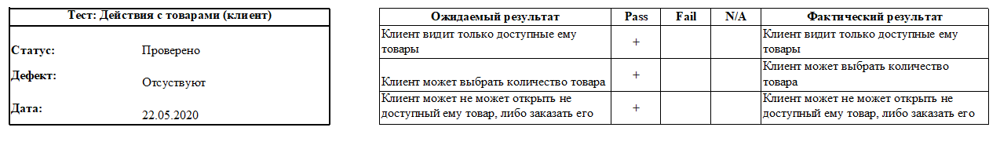 Тест: Действия с товарами (клиент)
Статус: Проверено
Дефект: Отсуствуют
Дата: 22.05.2020
Ожидаемый результат Pass Fail N/A Фактический результат
Клиент видит только доступные ему
товары
+
Клиент видит только доступные ему
товары
Клиент может выбрать количество товара
+
Клиент может выбрать количество
товара
Клиент может не может открыть не
доступный ему товар, либо заказать его
+
Клиент может не может открыть не
доступный ему товар, либо заказать его